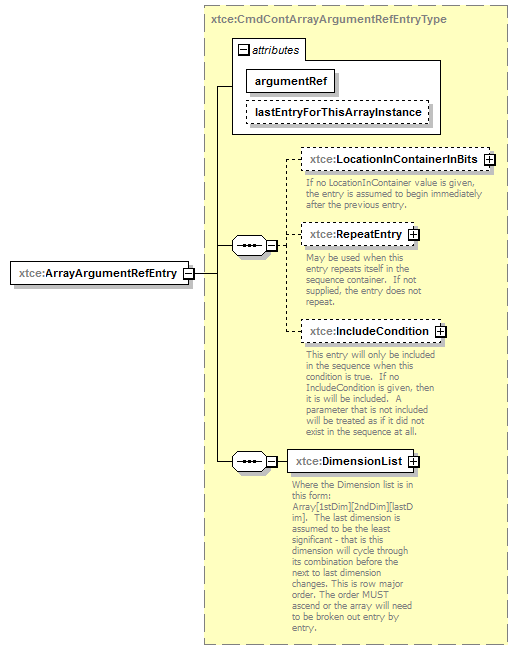 xtce:CmdContArrayArgumentRefEntryType
attributes
argumentRef
lastEntryForThisArrayInstance
xtce:LocationInContainerInBits
If no LocationInContainer value is given,
the entry is assumed to begin immediately
after the previous entry.
xtce:RepeatEntry
May be used when this
entry repeats itself in the
sequence container.  If not
supplied, the entry does not
repeat.
xtce:ArrayArgumentRefEntry
xtce:IncludeCondition
This entry will only be included
in the sequence when this
condition is true.  If no
IncludeCondition is given, then
it is will be included.  A
parameter that is not included
will be treated as if it did not
exist in the sequence at all.
xtce:DimensionList
Where the Dimension list is in
this form:
Array[1stDim][2ndDim][lastD
im].  The last dimension is
assumed to be the least
significant - that is this
dimension will cycle through
its combination before the
next to last dimension
changes. This is row major
order. The order MUST
ascend or the array will need
to be broken out entry by
entry.